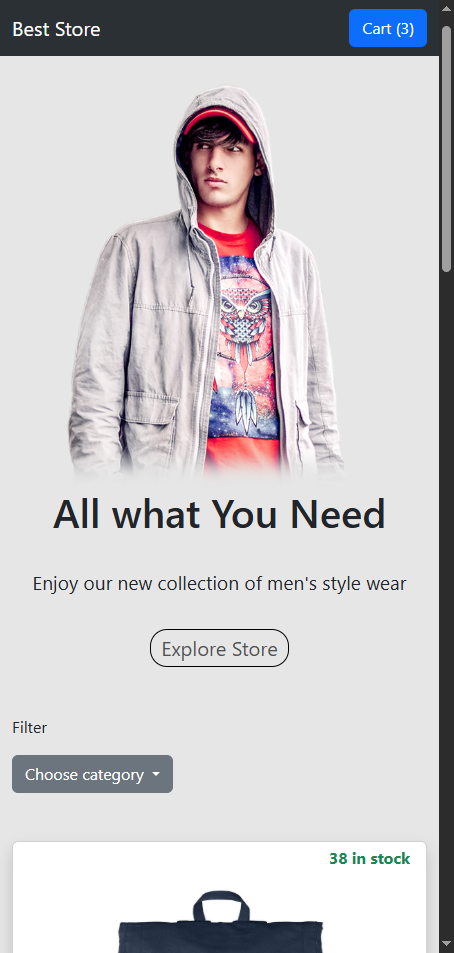 Best Store
Cart (3)
All what You Need
Enjoy our new collection of men's style wear
Explore Store
Filter
Choose category
38 in stock